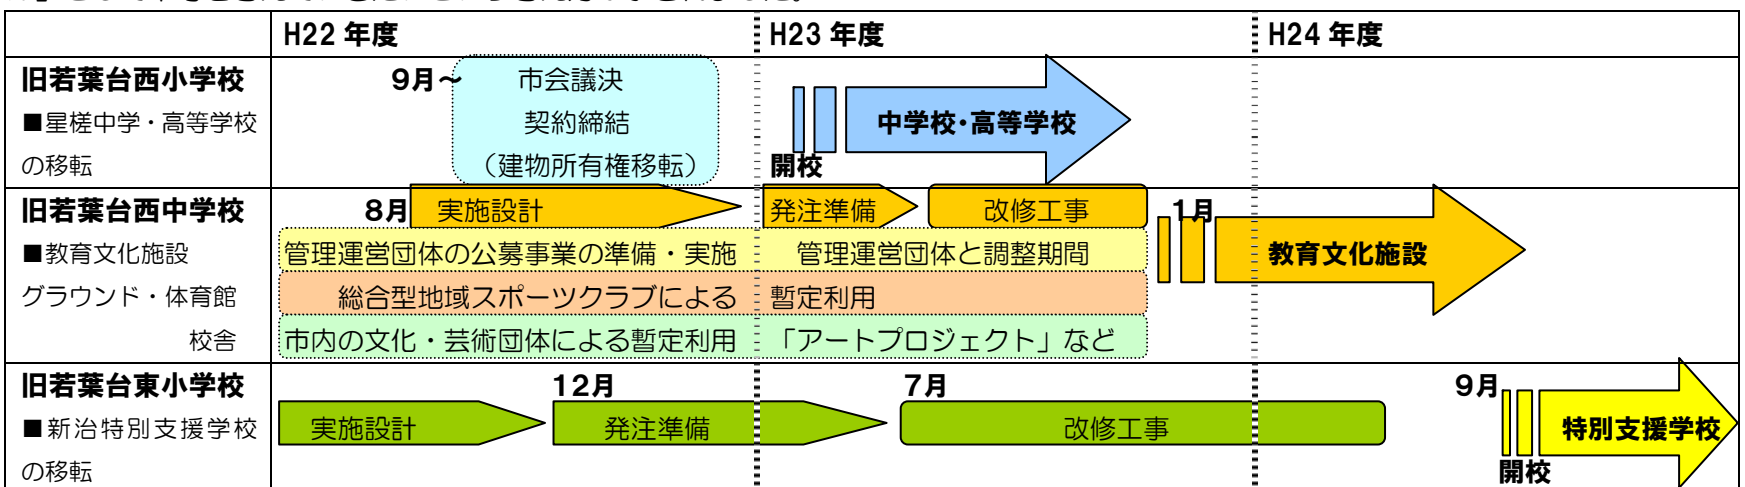 H22 年度 H23 年度 H24 年度
旧若葉台西小学校
■星槎中学・高等学校
の移転
9月～
市会議決
契約締結
（建物所有権移転）
開校
中学校・高等学校
旧若葉台西中学校
■教育文化施設
グラウンド・体育館
校舎
8月
実施設計
発注準備
改修工事
1月
教育文化施設
管理運営団体の公募事業の準備・実施
管理運営団体と調整期間
総合型地域スポーツクラブによる
暫定利用
市内の文化・芸術団体による暫定利用
「アートプロジェクト」など
旧若葉台東小学校
■新治特別支援学校
の移転
12月
7月
9月
実施設計
発注準備
改修工事
開校
特別支援学校